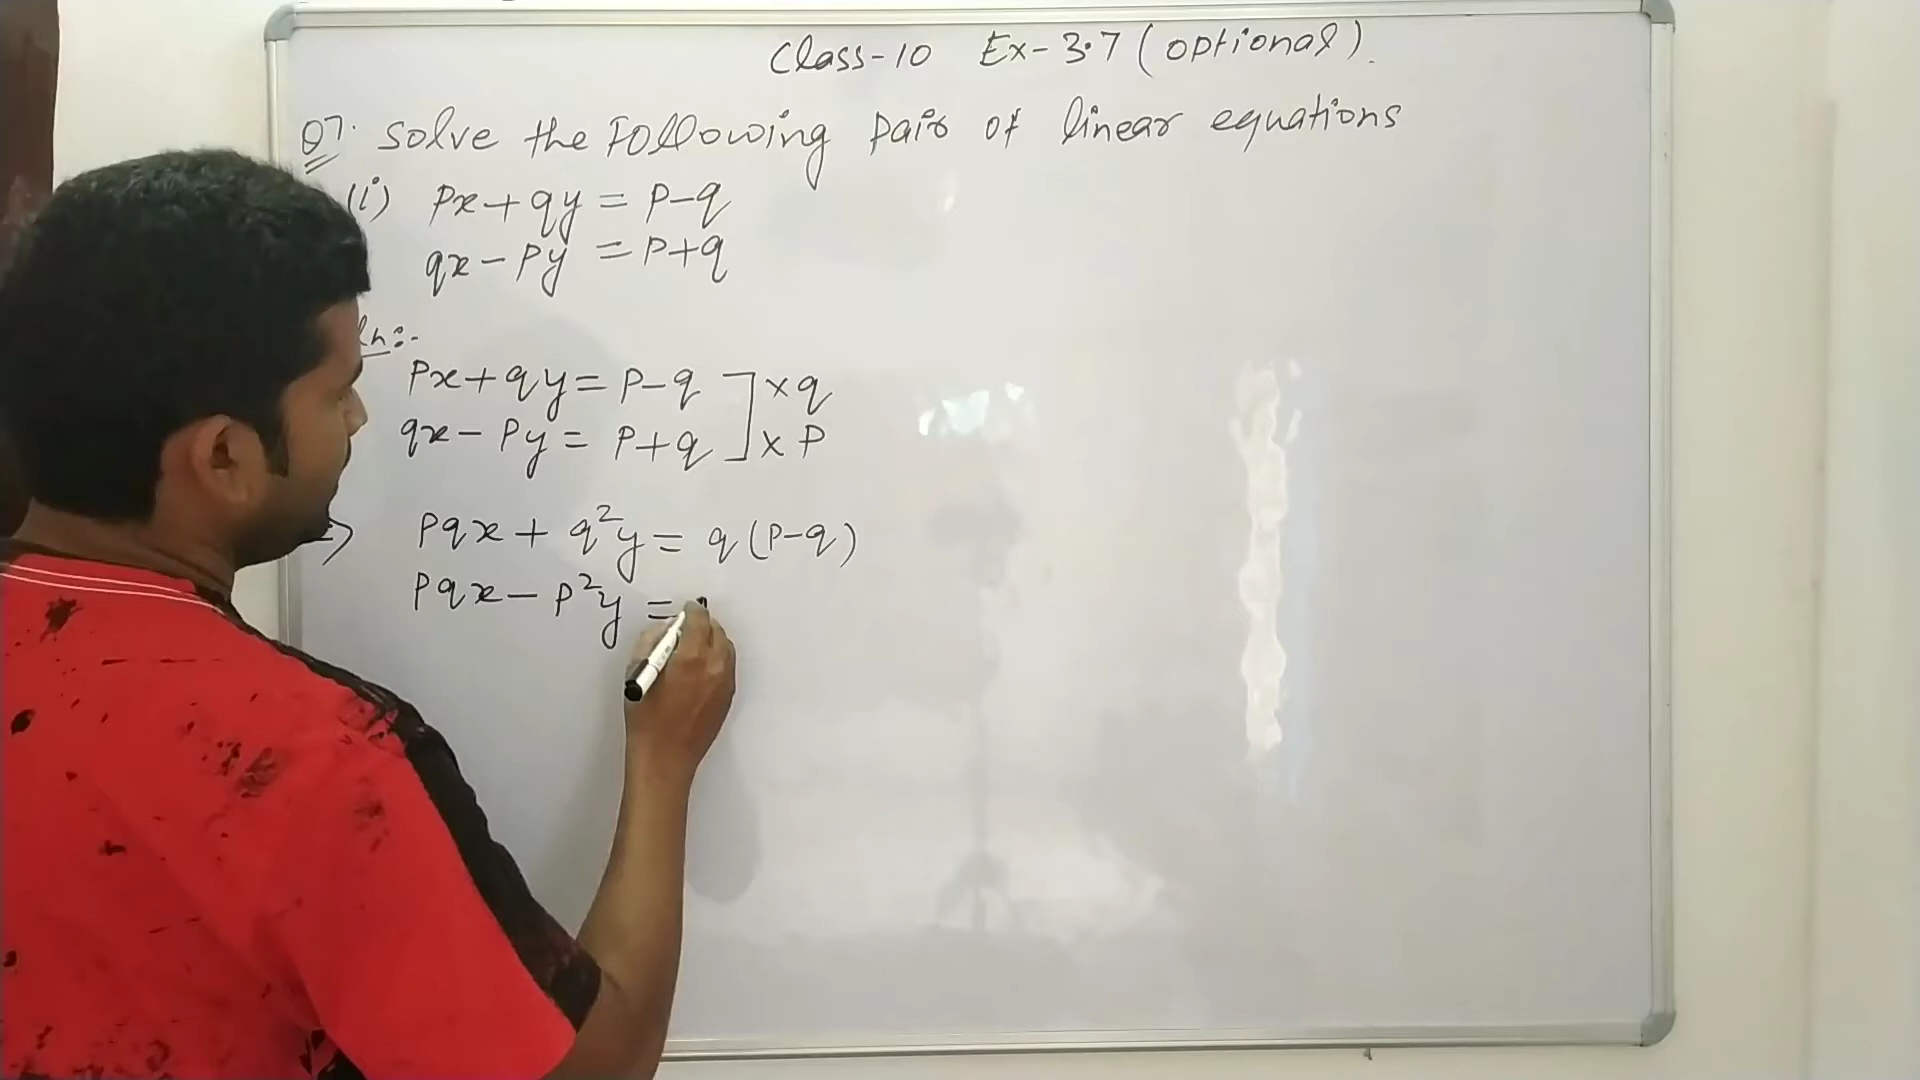 Class-10 Ex-3.7 (optional).
Q7. Solve the Following Pair of linear equations
(i) px+qy = p-q
qx-py = p+q
ln:-
px+qy = p-q ] ×q
qx-py = p+q ] ×p
=> pqx + q²y = q(p-q)
pqx - p²y =